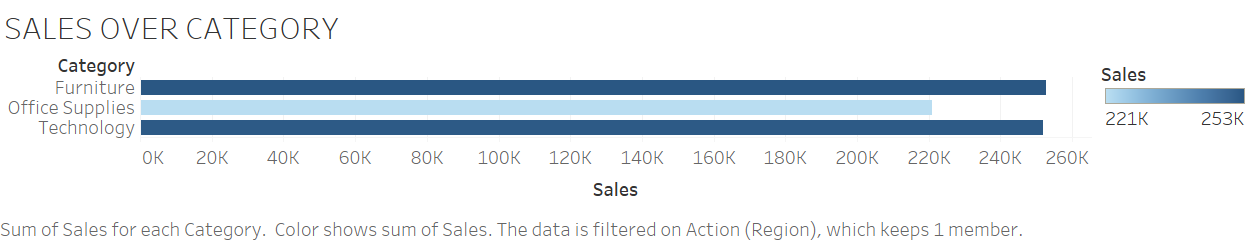 SALES OVER CATEGORY
Category
Sales
Furniture
Office Supplies
Technology
221K 253K
0K 20K 40K 60K 80K 100K 120K 140K 160K 180K 200K 220K 240K 260K
Sales
Sum of Sales for each Category. Color shows sum of Sales. The data is filtered on Action (Region), which keeps 1 member.